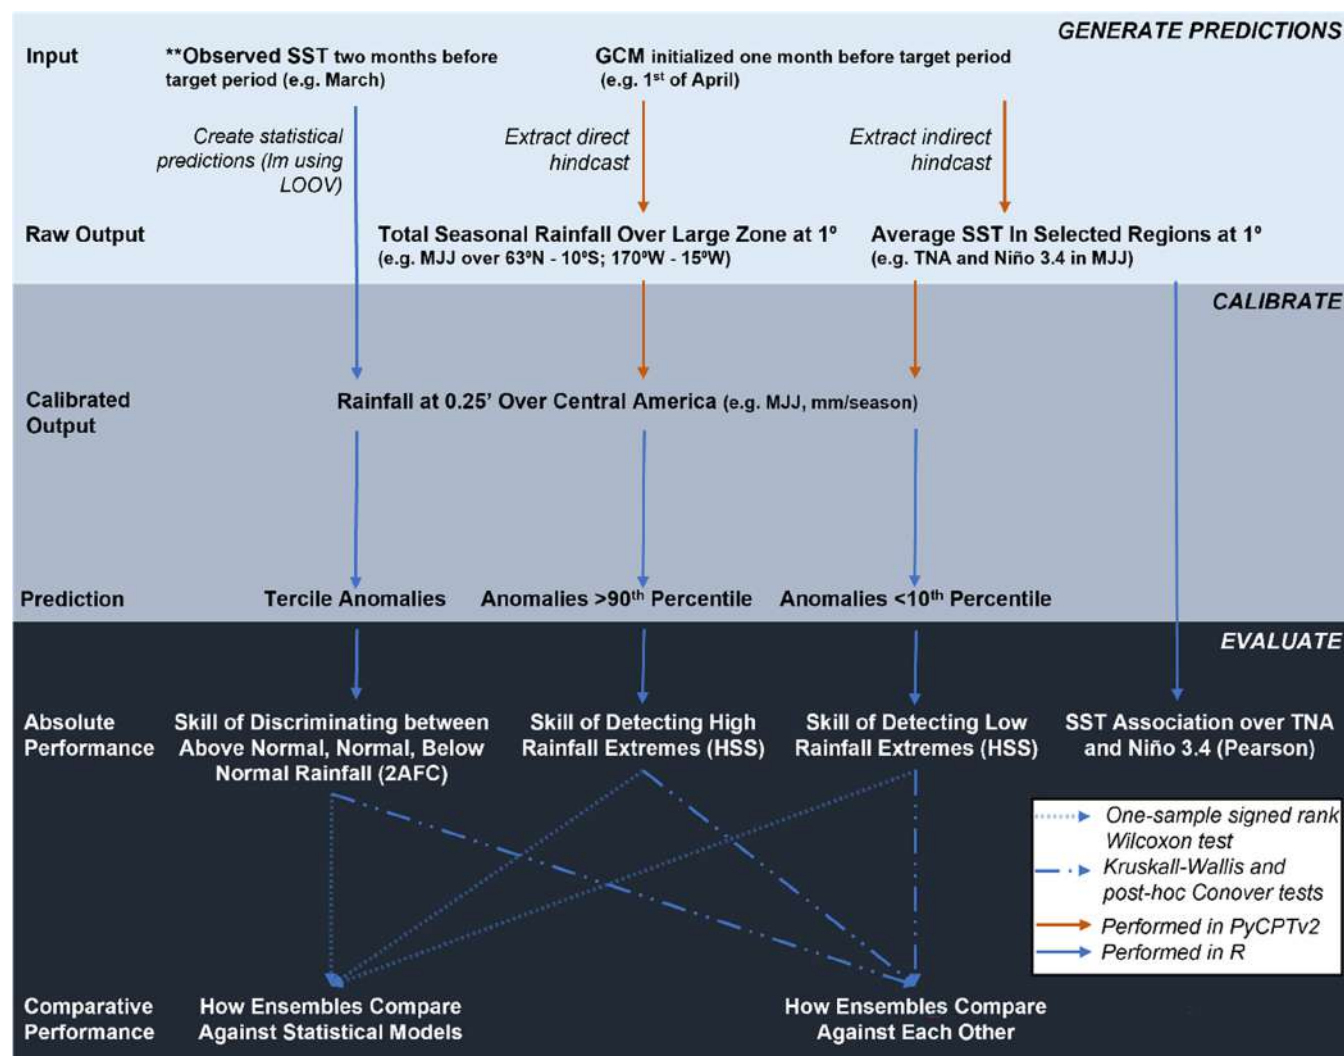 GENERATE PREDICTIONS
Input
**Observed SST two months before
target period (e.g. March)
GCM initialized one month before target period
(e.g. 1st of April)
Create statistical
predictions (lm using
LOOV)
Extract direct
hindcast
Extract indirect
hindcast
Raw Output
Total Seasonal Rainfall Over Large Zone at 1º
(e.g. MJJ over 63ºN - 10ºS; 170ºW - 15ºW)
Average SST In Selected Regions at 1º
(e.g. TNA and Niño 3.4 in MJJ)
CALIBRATE
Calibrated
Output
Rainfall at 0.25' Over Central America (e.g. MJJ, mm/season)
Prediction
Tercile Anomalies
Anomalies >90th Percentile
Anomalies <10th Percentile
EVALUATE
Absolute
Performance
Skill of Discriminating between
Above Normal, Normal, Below
Normal Rainfall (2AFC)
Skill of Detecting High
Rainfall Extremes (HSS)
Skill of Detecting Low
Rainfall Extremes (HSS)
SST Association over TNA
and Niño 3.4 (Pearson)
One-sample signed rank
Wilcoxon test
Kruskall-Wallis and
post-hoc Conover tests
Performed in PyCPTv2
Performed in R
Comparative
Performance
How Ensembles Compare
Against Statistical Models
How Ensembles Compare
Against Each Other